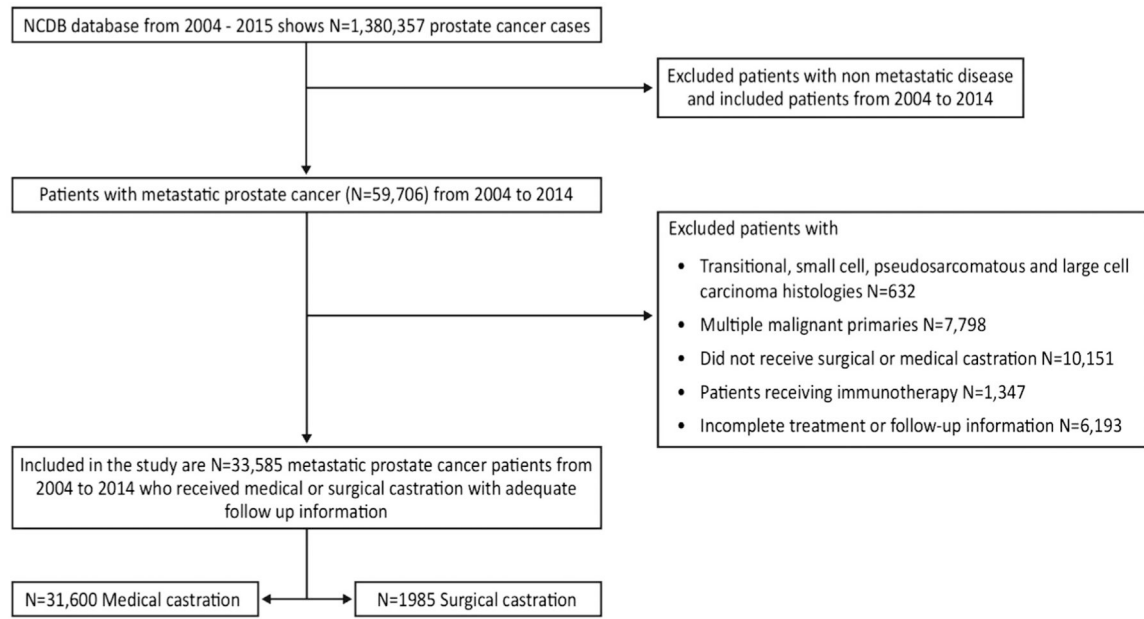 NCDB database from 2004 - 2015 shows N=1,380,357 prostate cancer cases
Excluded patients with non metastatic disease
and included patients from 2004 to 2014
Patients with metastatic prostate cancer (N=59,706) from 2004 to 2014
Excluded patients with
• Transitional, small cell, pseudosarcomatous and large cell
carcinoma histologies N=632
• Multiple malignant primaries N=7,798
• Did not receive surgical or medical castration N=10,151
• Patients receiving immunotherapy N=1,347
• Incomplete treatment or follow-up information N=6,193
Included in the study are N=33,585 metastatic prostate cancer patients from
2004 to 2014 who received medical or surgical castration with adequate
follow up information
N=31,600 Medical castration
N=1985 Surgical castration